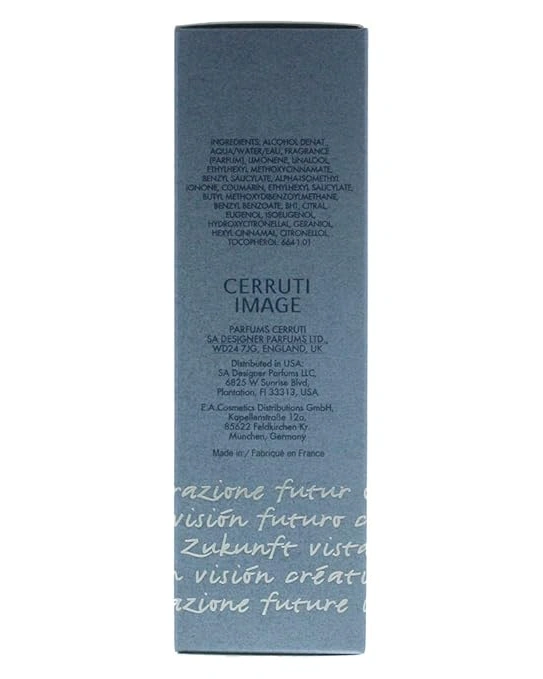 INGREDIENTS: ALCOHOL DENAT,
AQUA/WATER/EAU, FRAGRANCE
(PARFUM), LIMONENE, LINALOOL,
ETHYLHEXYL METHOXYCINNAMATE,
BENZYL SALICYLATE, ALPHA-ISOMETHYL
IONONE, COUMARIN, ETHYLHEXYL SALICYLATE,
BUTYL METHOXYDIBENZOYLMETHANE,
BENZYL BENZOATE, BHT, CITRAL,
EUGENOL, ISOEUGENOL,
HYDROXYCITRONELLAL, GERANIOL,
HEXYL CINNAMAL, CITRONELLOL,
TOCOPHEROL 664-1.01
CERRUTI
IMAGE
PARFUMS CERRUTI
SA DESIGNER PARFUMS LTD.,
WD24 7JG, ENGLAND, UK
Distributed in USA:
SA Designer Parfums LLC,
6825 W Sunrise Blvd,
Plantation, Fl 33313, USA
E.A.Cosmetics Distributions GmbH,
Kapellenstraße 12a,
85622 Feldkirchen Kr.
München, Germany
Made in / Fabriqué en France
razione futur
visión futuro
Zukunft vista
visión créati
azione future